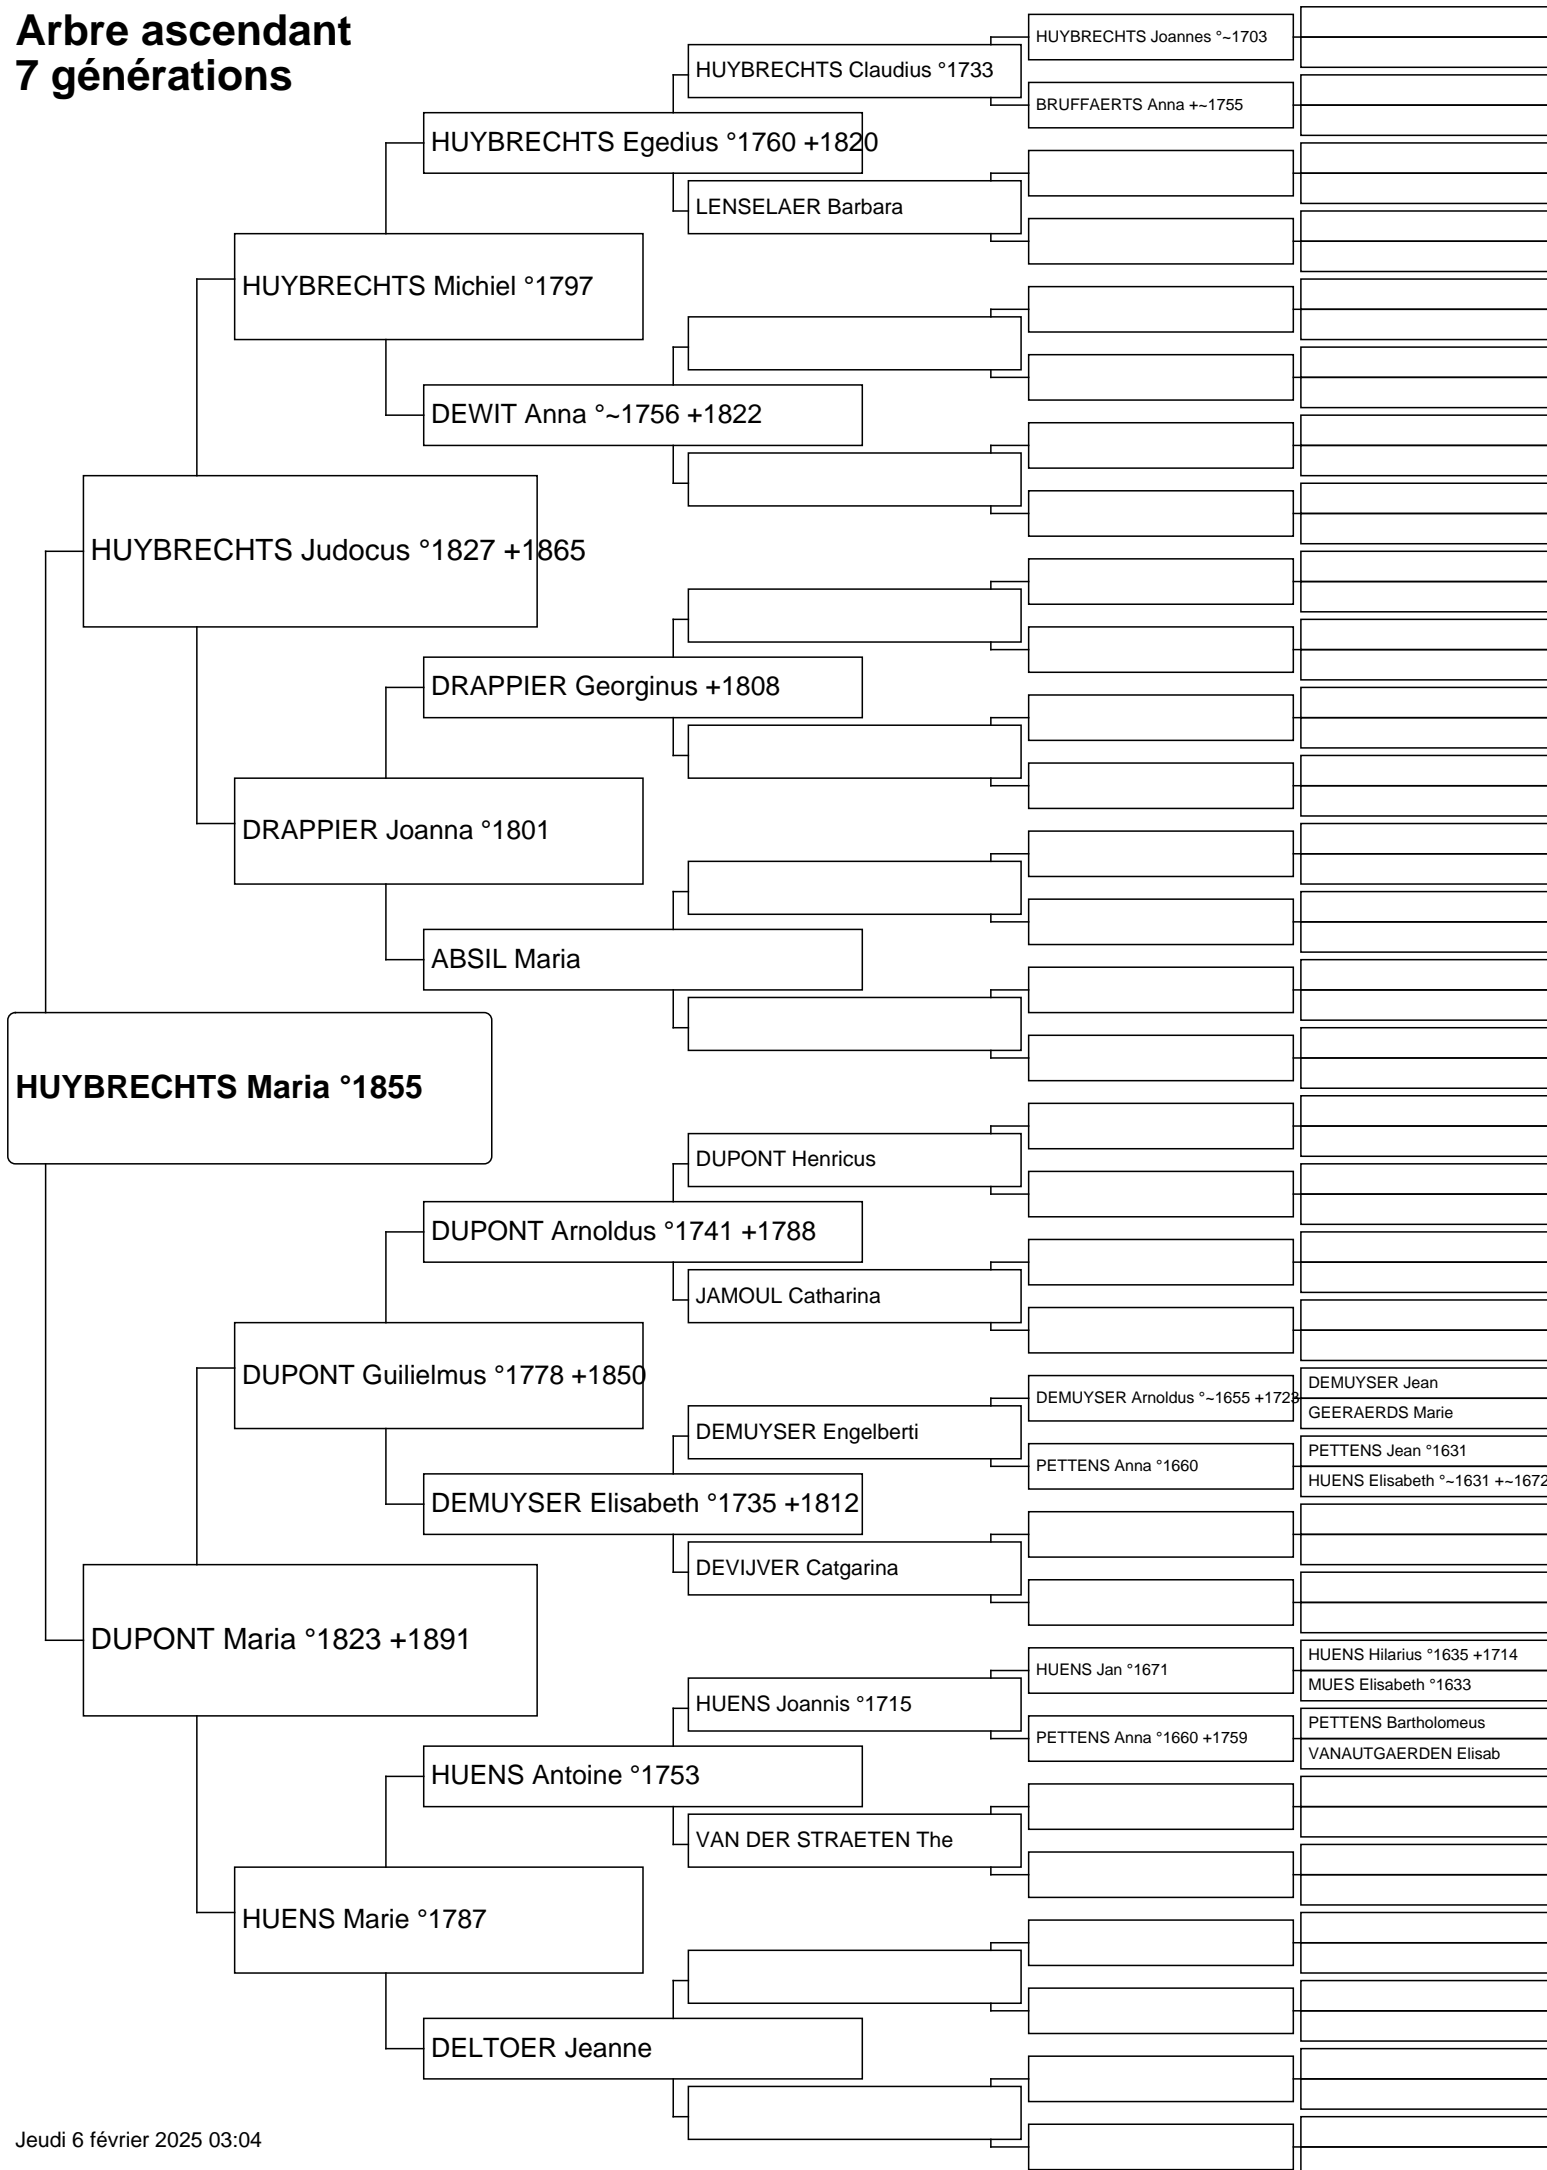 Arbre ascendant
7 générations
HUYBRECHTS Joannes °~1703
HUYBRECHTS Claudius °1733
BRUFFAERTS Anna +~1755
HUYBRECHTS Egedius °1760 +1820
LENSELAER Barbara
HUYBRECHTS Michiel °1797
DEWIT Anna °~1756 +1822
HUYBRECHTS Judocus °1827 +1865
DRAPPIER Georginus +1808
DRAPPIER Joanna °1801
ABSIL Maria
HUYBRECHTS Maria °1855
DUPONT Henricus
DUPONT Arnoldus °1741 +1788
JAMOUL Catharina
DUPONT Guilielmus °1778 +1850
DEMUYSER Jean
DEMUYSER Arnoldus °~1655 +1723
GEERAERDS Marie
DEMUYSER Engelberti
PETTENS Jean °1631
PETTENS Anna °1660
HUENS Elisabeth °~1631 +~1672
DEMUYSER Elisabeth °1735 +1812
DEVIJVER Catgarina
DUPONT Maria °1823 +1891
HUENS Hilarius °1635 +1714
HUENS Jan °1671
MUES Elisabeth °1633
HUENS Joannis °1715
PETTENS Bartholomeus
PETTENS Anna °1660 +1759
VANAUTGAERDEN Elisab
HUENS Antoine °1753
VAN DER STRAETEN The
HUENS Marie °1787
DELTOER Jeanne
Jeudi 6 février 2025 03:04